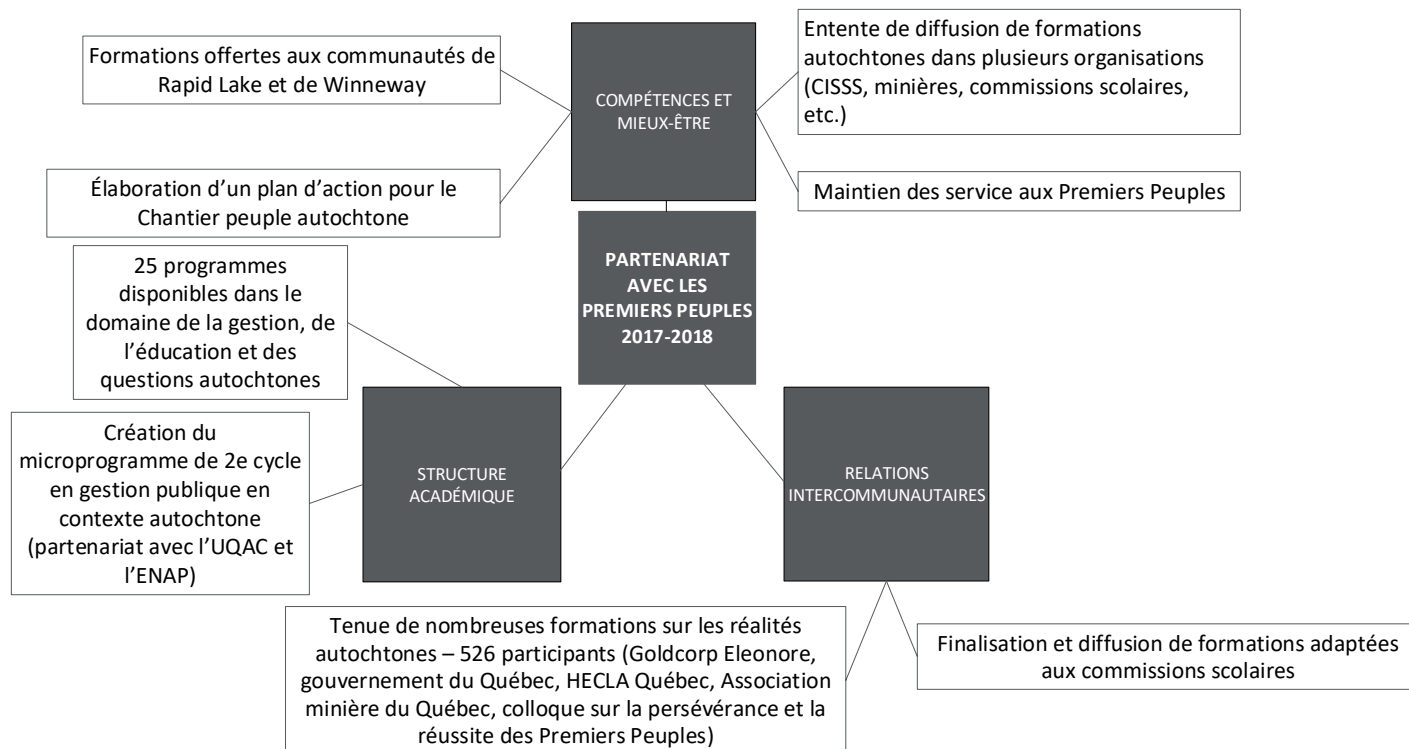 Formations offertes aux communautés de
Rapid Lake et de Winneway
Élaboration d’un plan d’action pour le
Chantier peuple autochtone
COMPÉTENCES ET
MIEUX-ÊTRE
Entente de diffusion de formations
autochtones dans plusieurs organisations
(CISSS, minières, commissions scolaires,
etc.)
Maintien des service aux Premiers Peuples
PARTENARIAT
AVEC LES
PREMIERS PEUPLES
2017-2018
25 programmes
disponibles dans le
domaine de la gestion, de
l’éducation et des
questions autochtones
Création du
microprogramme de 2e cycle
en gestion publique en
contexte autochtone
(partenariat avec l’UQAC et
l’ENAP)
STRUCTURE
ACADÉMIQUE
RELATIONS
INTERCOMMUNAUTAIRES
Tenue de nombreuses formations sur les réalités
autochtones – 526 participants (Goldcorp Eleonore,
gouvernement du Québec, HECLA Québec, Association
minière du Québec, colloque sur la persévérance et la
réussite des Premiers Peuples)
Finalisation et diffusion de formations adaptées
aux commissions scolaires